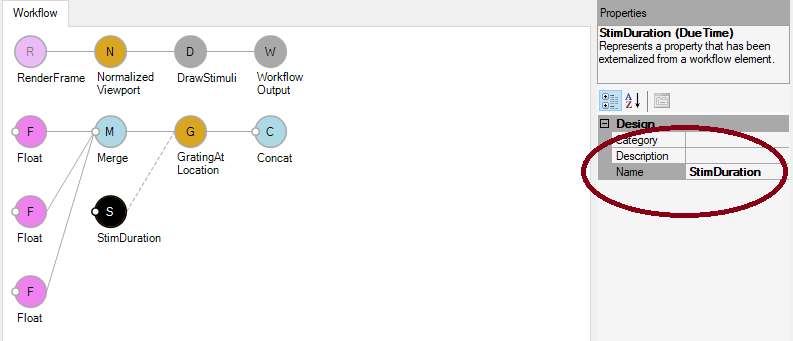 Workflow
R
N
D
W
RenderFrame
Normalized
Viewport
DrawStimuli
Workflow
Output
F
M
G
C
Float
Merge
GratingAt
Location
Concat
F
S
Float
StimDuration
F
Float
Properties
StimDuration (DueTime)
Represents a property that has been
externalized from a workflow element.
A
Z
Design
Category
Description
Name StimDuration